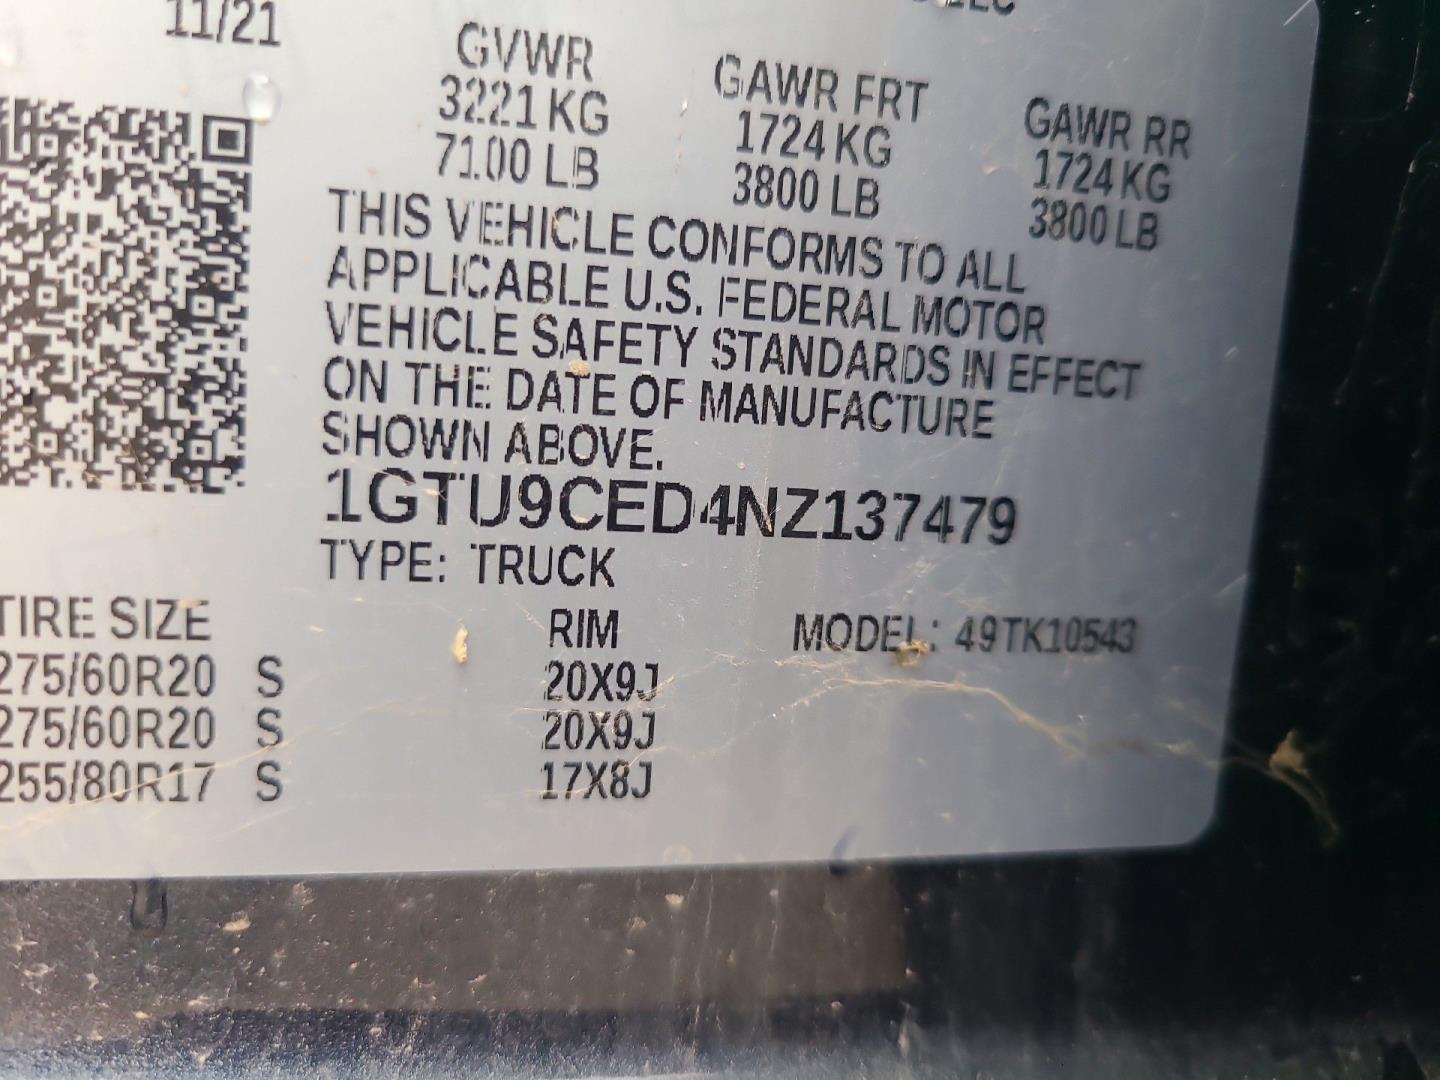 11/21
GVWR
3221 KG
7100 LB
GAWR FRT
1724 KG
3800 LB
GAWR RR
1724 KG
3800 LB
THIS VEHICLE CONFORMS TO ALL
APPLICABLE U.S. FEDERAL MOTOR
VEHICLE SAFETY STANDARDS IN EFFECT
ON THE DATE OF MANUFACTURE
SHOWN ABOVE.
1GTU9CED4NZ137479
TYPE: TRUCK
TIRE SIZE RIM MODEL: 49TK10543
275/60R20 S 20X9J
275/60R20 S 20X9J
255/80R17 S 17X8J